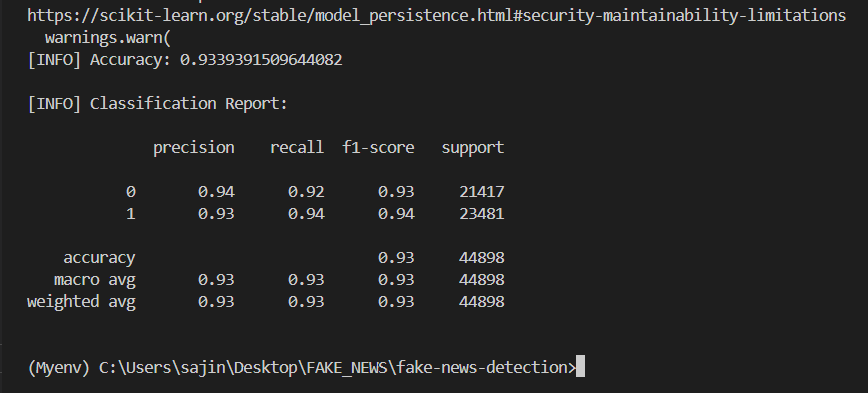 https://scikit-learn.org/stable/model_persistence.html#security-maintainability-limitations
  warnings.warn(
[INFO] Accuracy: 0.9339391509644082

[INFO] Classification Report:

              precision    recall  f1-score   support

           0       0.94      0.92      0.93     21417
           1       0.93      0.94      0.94     23481

    accuracy                           0.93     44898
   macro avg       0.93      0.93      0.93     44898
weighted avg       0.93      0.93      0.93     44898


(Myenv) C:\Users\sajin\Desktop\FAKE_NEWS\fake-news-detection>